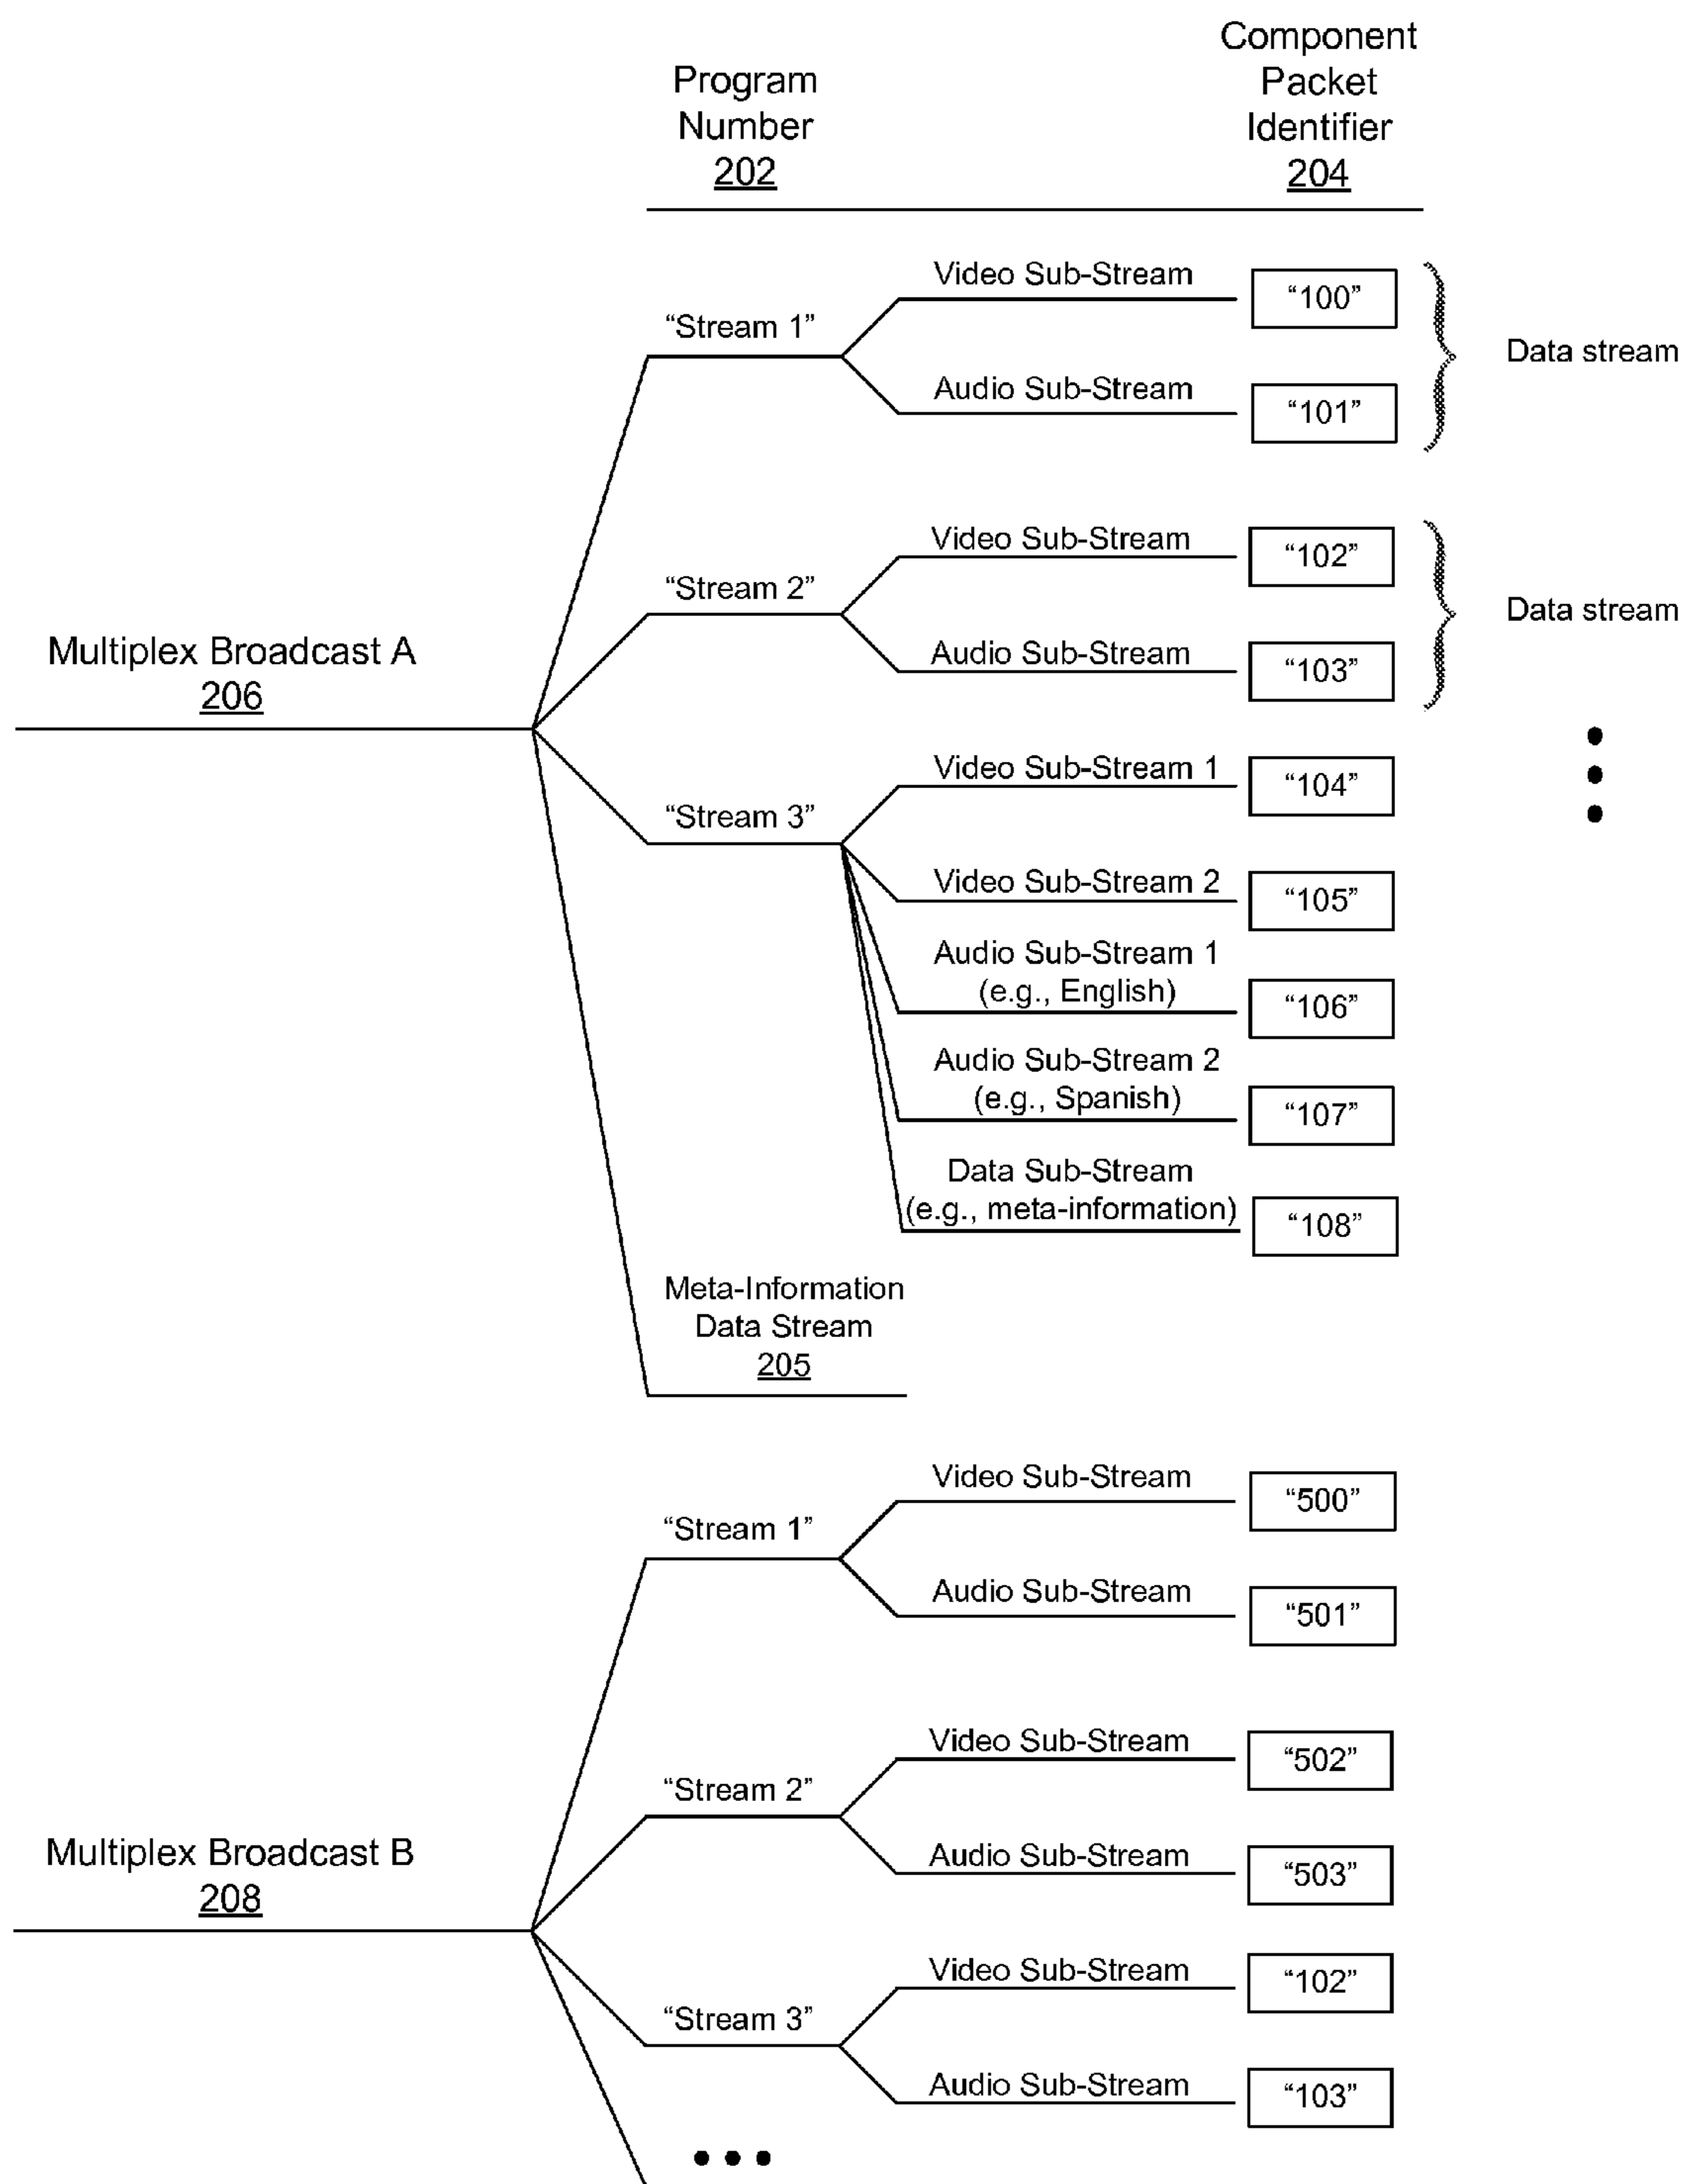 Program
Number
202
Component
Packet
Identifier
204
Multiplex Broadcast A
206
“Stream 1”
Video Sub-Stream
“100”
Audio Sub-Stream
“101”
Data stream
“Stream 2”
Video Sub-Stream
“102”
Audio Sub-Stream
“103”
Data stream
“Stream 3”
Video Sub-Stream 1
“104”
Video Sub-Stream 2
“105”
Audio Sub-Stream 1
(e.g., English)
“106”
Audio Sub-Stream 2
(e.g., Spanish)
“107”
Data Sub-Stream
(e.g., meta-information)
“108”
Meta-Information
Data Stream
205
Multiplex Broadcast B
208
“Stream 1”
Video Sub-Stream
“500”
Audio Sub-Stream
“501”
“Stream 2”
Video Sub-Stream
“502”
Audio Sub-Stream
“503”
“Stream 3”
Video Sub-Stream
“102”
Audio Sub-Stream
“103”